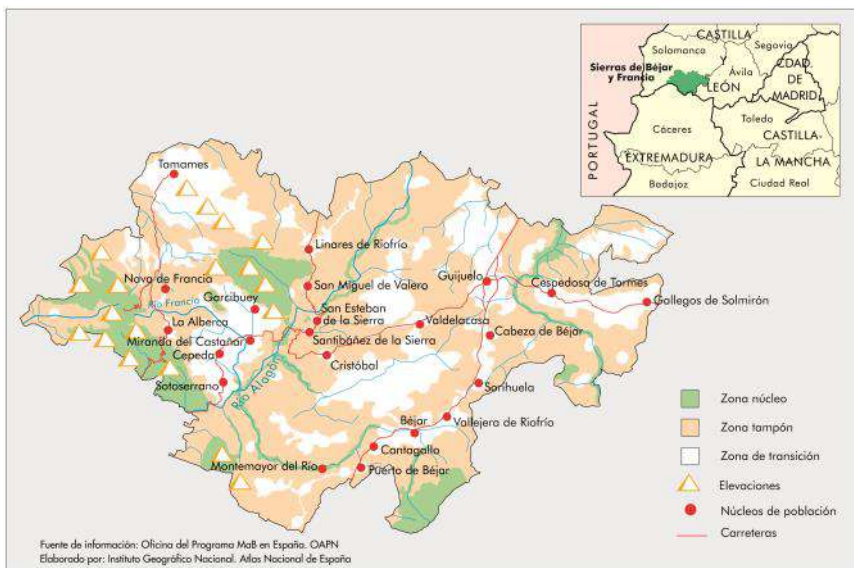 CASTILLA
Salamanca
Segovia
Sierras de Béjar
y Francia
Y
Ávila
CDAD.
DE
MADRID
LEÓN
PORTUGAL
Cáceres
Toledo
CASTILLA-
EXTREMADURA
LA MANCHA
Badajoz
Ciudad Real
Tamames
Linares de Riofrío
Nava de Francia
San Miguel de Valero
Guijuelo
Cespedosa de Tormes
Río Francia
Garcibuey
Gallegos de Solmirón
San Esteban
de la Sierra
La Alberca
Valdelacasa
Miranda del Castañar
Santibáñez de la Sierra
Cabeza de Béjar
Cepeda
Cristóbal
Sotoserrano
Río Alagón
Sorihuela
Béjar
Vallejera de Riofrío
Cantagallo
Montemayor del Río
Puerto de Béjar
Zona núcleo
Zona tampón
Zona de transición
Elevaciones
Núcleos de población
Carreteras
Fuente de información: Oficina del Programa MaB en España. OAPN
Elaborado por: Instituto Geográfico Nacional. Atlas Nacional de España